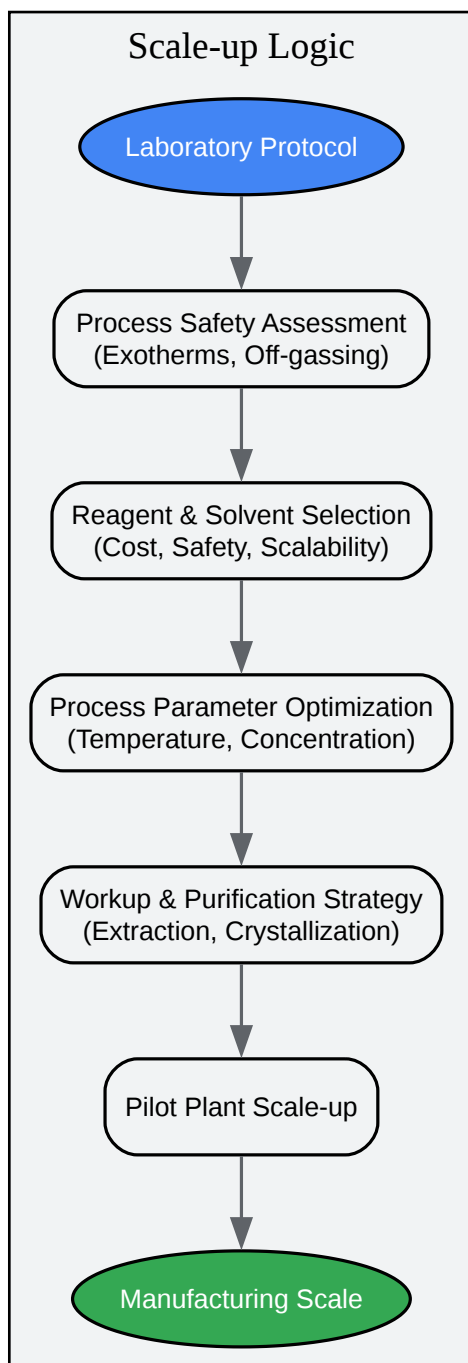 Scale-up Logic
Laboratory Protocol
Process Safety Assessment
(Exotherms, Off-gassing)
Reagent & Solvent Selection
(Cost, Safety, Scalability)
Process Parameter Optimization
(Temperature, Concentration)
Workup & Purification Strategy
(Extraction, Crystallization)
Pilot Plant Scale-up
Manufacturing Scale